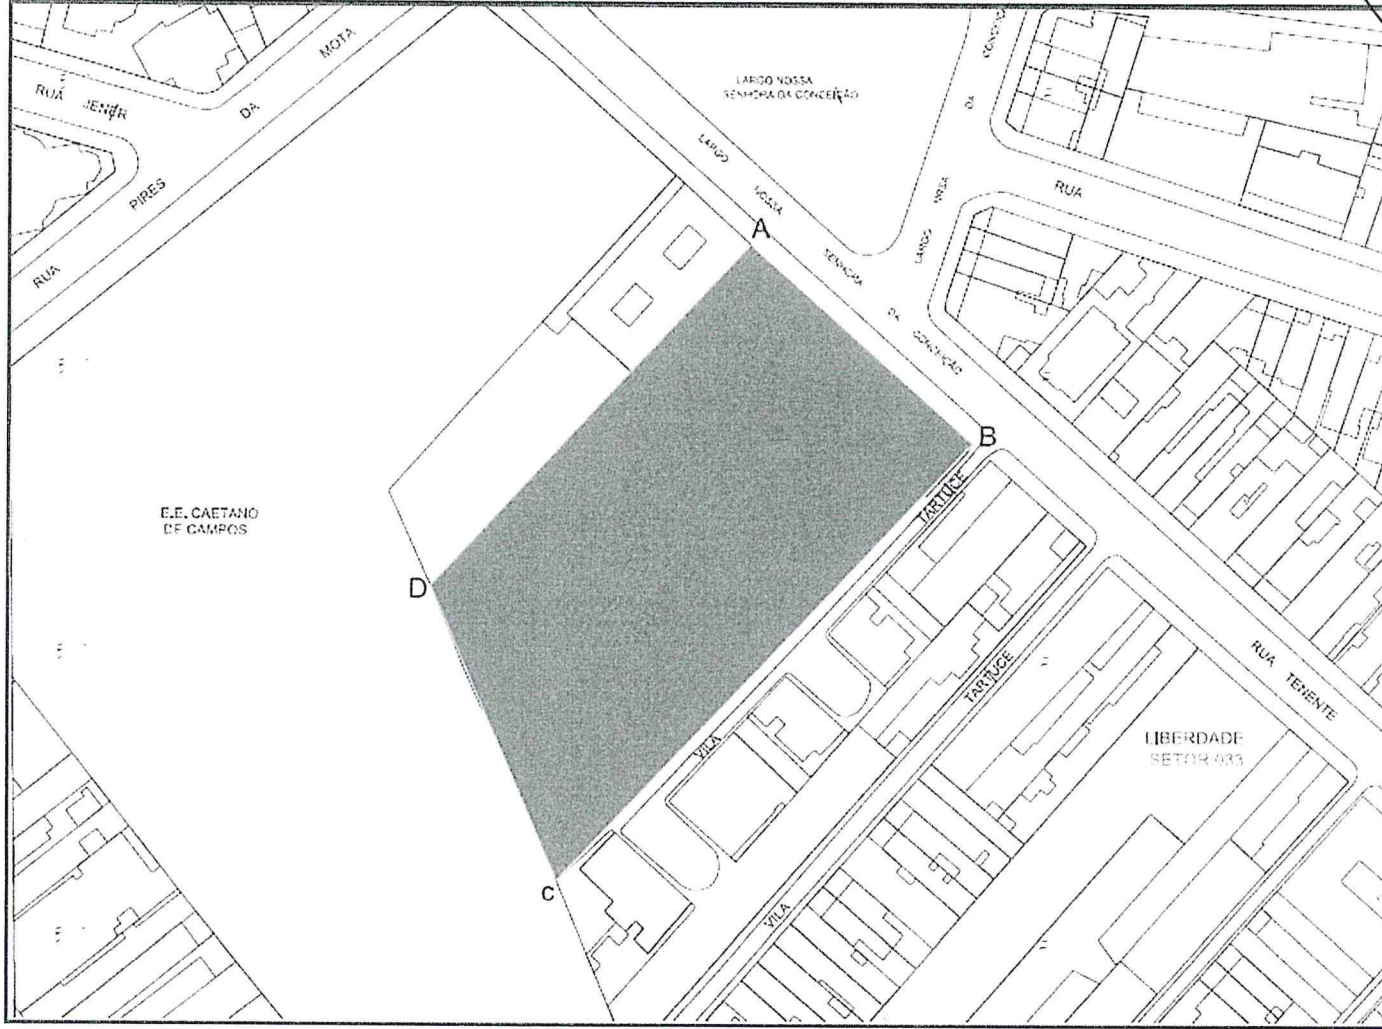 RUA JENER
RUA PIRES DA MOTA
LARGO NOSSA
SENHORA DA CONCEIÇÃO
LARGO NOSSA SENHORA DA CONCEIÇÃO
LARGO NRSA DA
RUA
A
B
TARTUCE
E.E. CAETANO
DE CAMPOS
D
TARTUCE
RUA TENENTE
LIBERDADE
SETOR 033
VILA
c
VILA